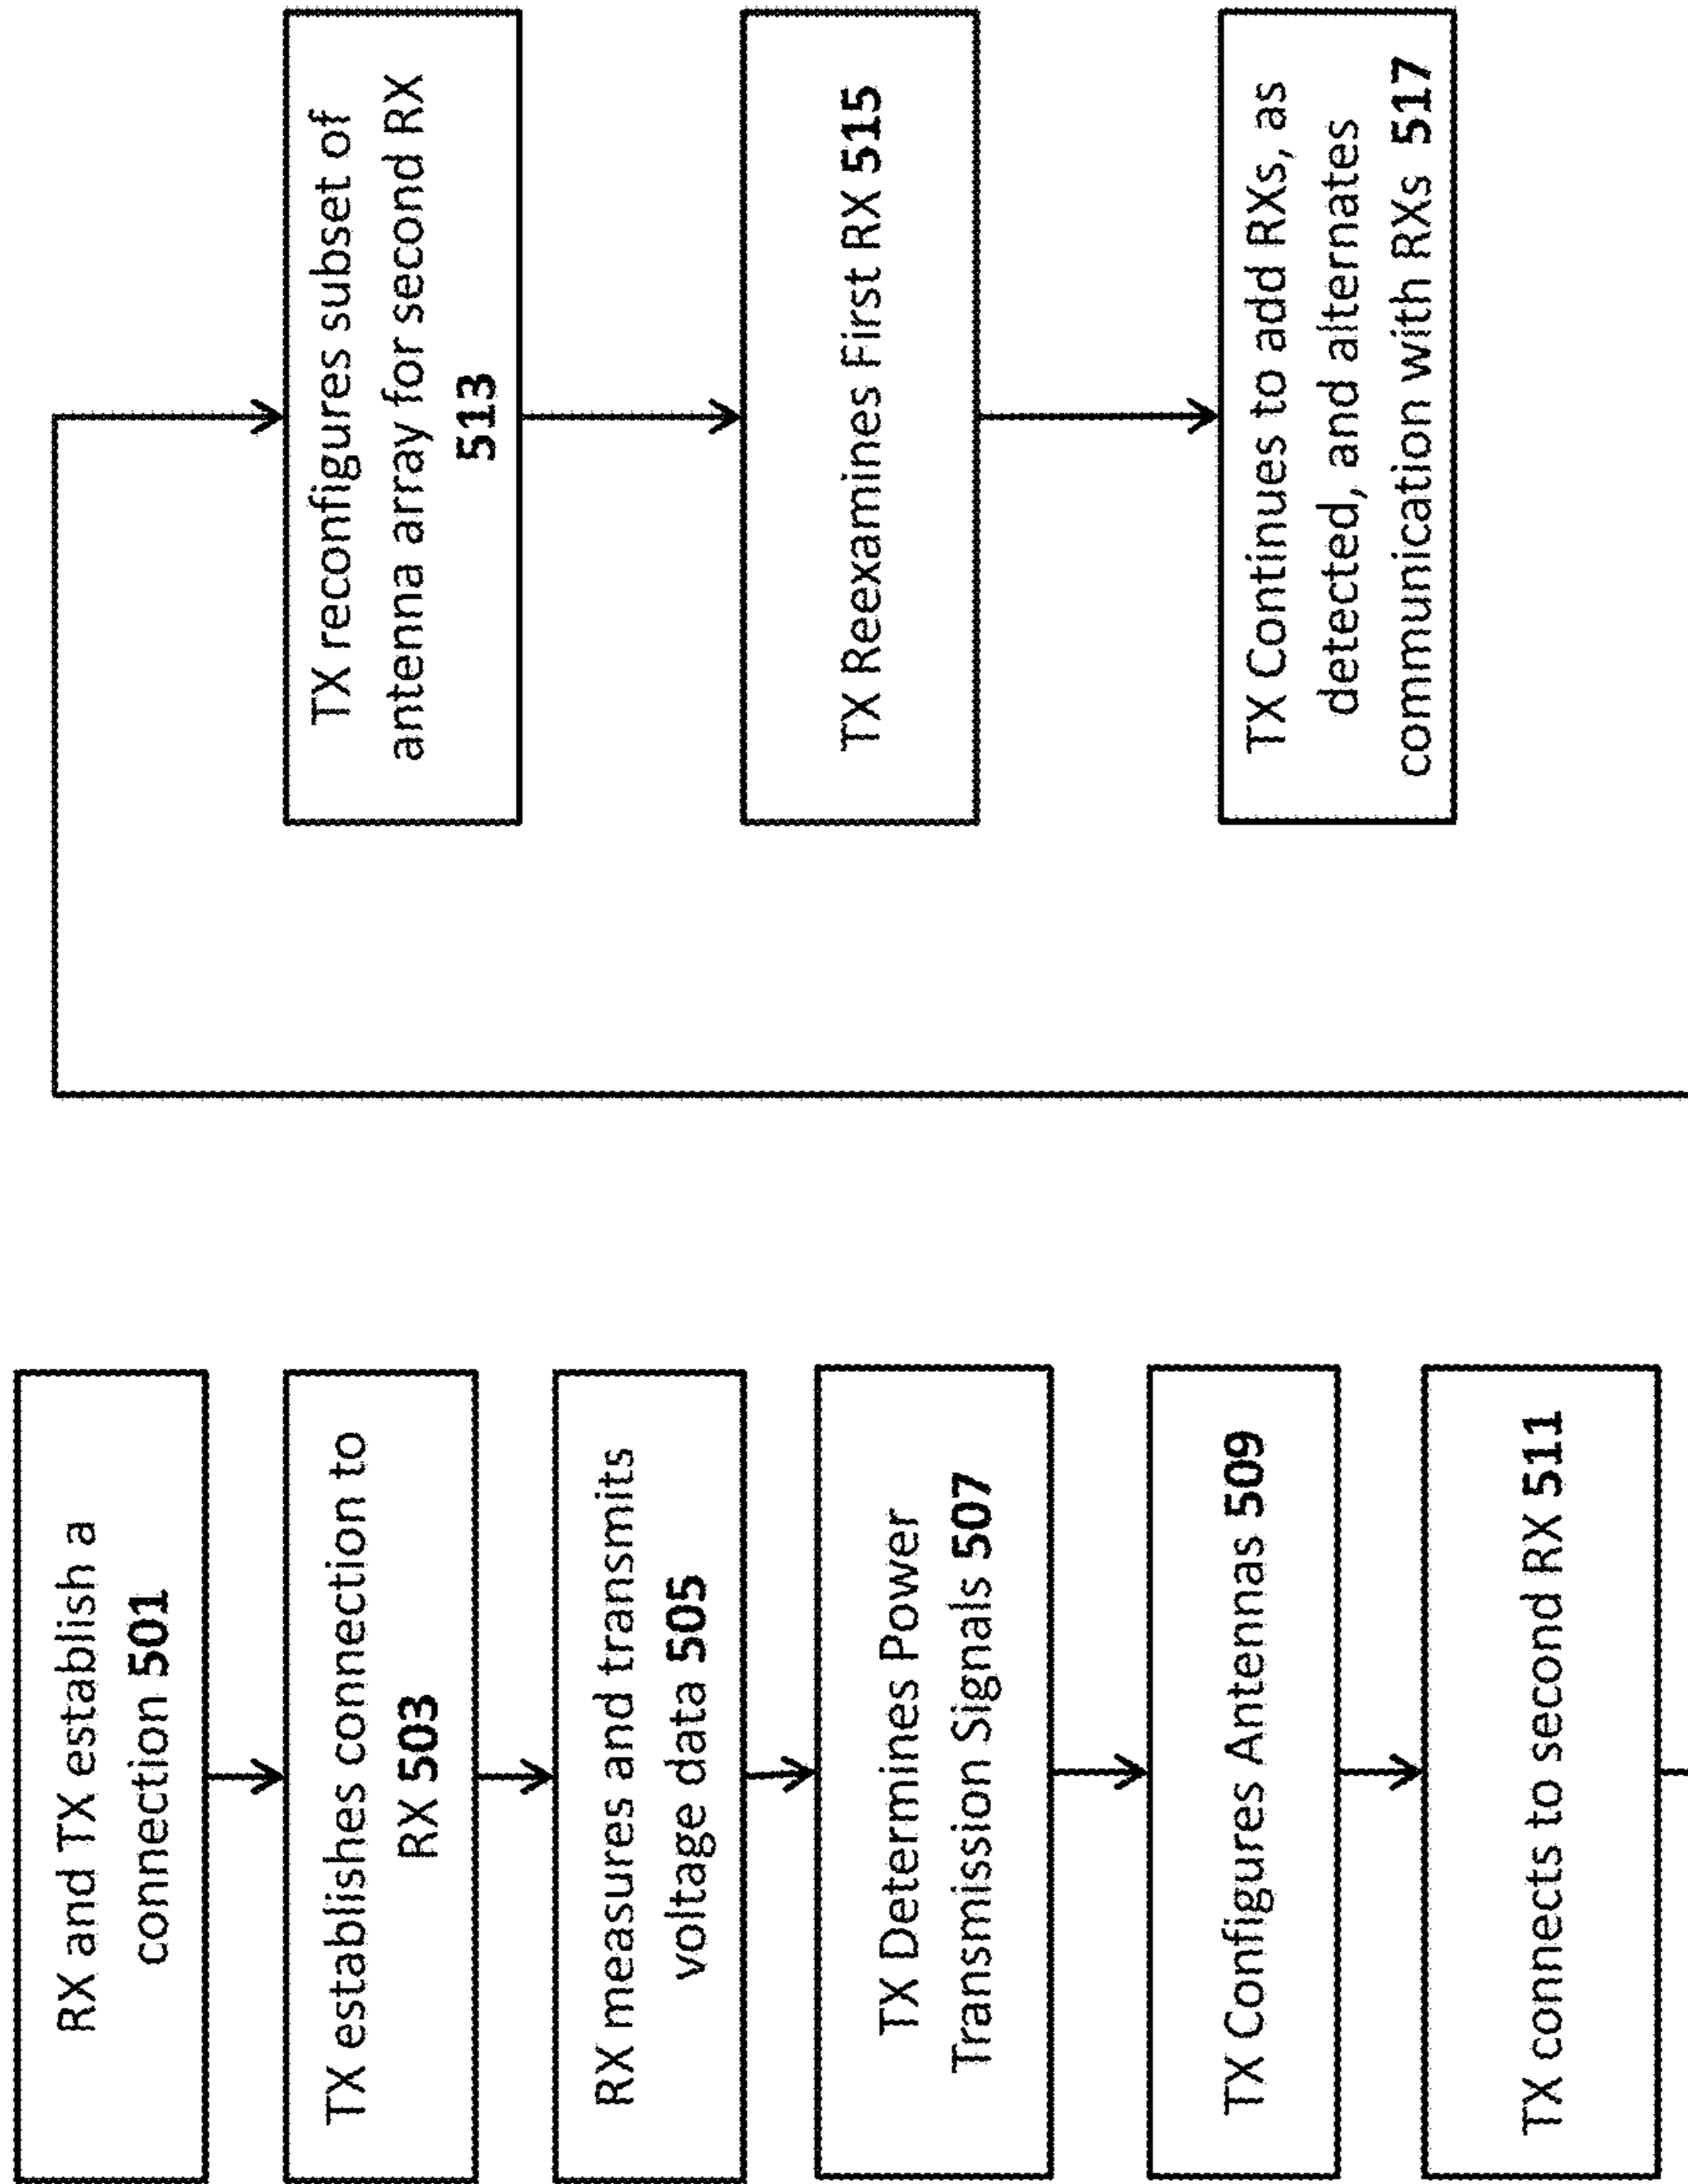 RX and TX establish a
connection 501
TX establishes connection to
RX 503
RX measures and transmits
voltage data 505
TX Determines Power
Transmission Signals 507
TX Configures Antennas 509
TX connects to second RX 511
TX reconfigures subset of
antenna array for second RX
513
TX Reexamines First RX 515
TX Continues to add RXs, as
detected, and alternates
communication with RXs 517